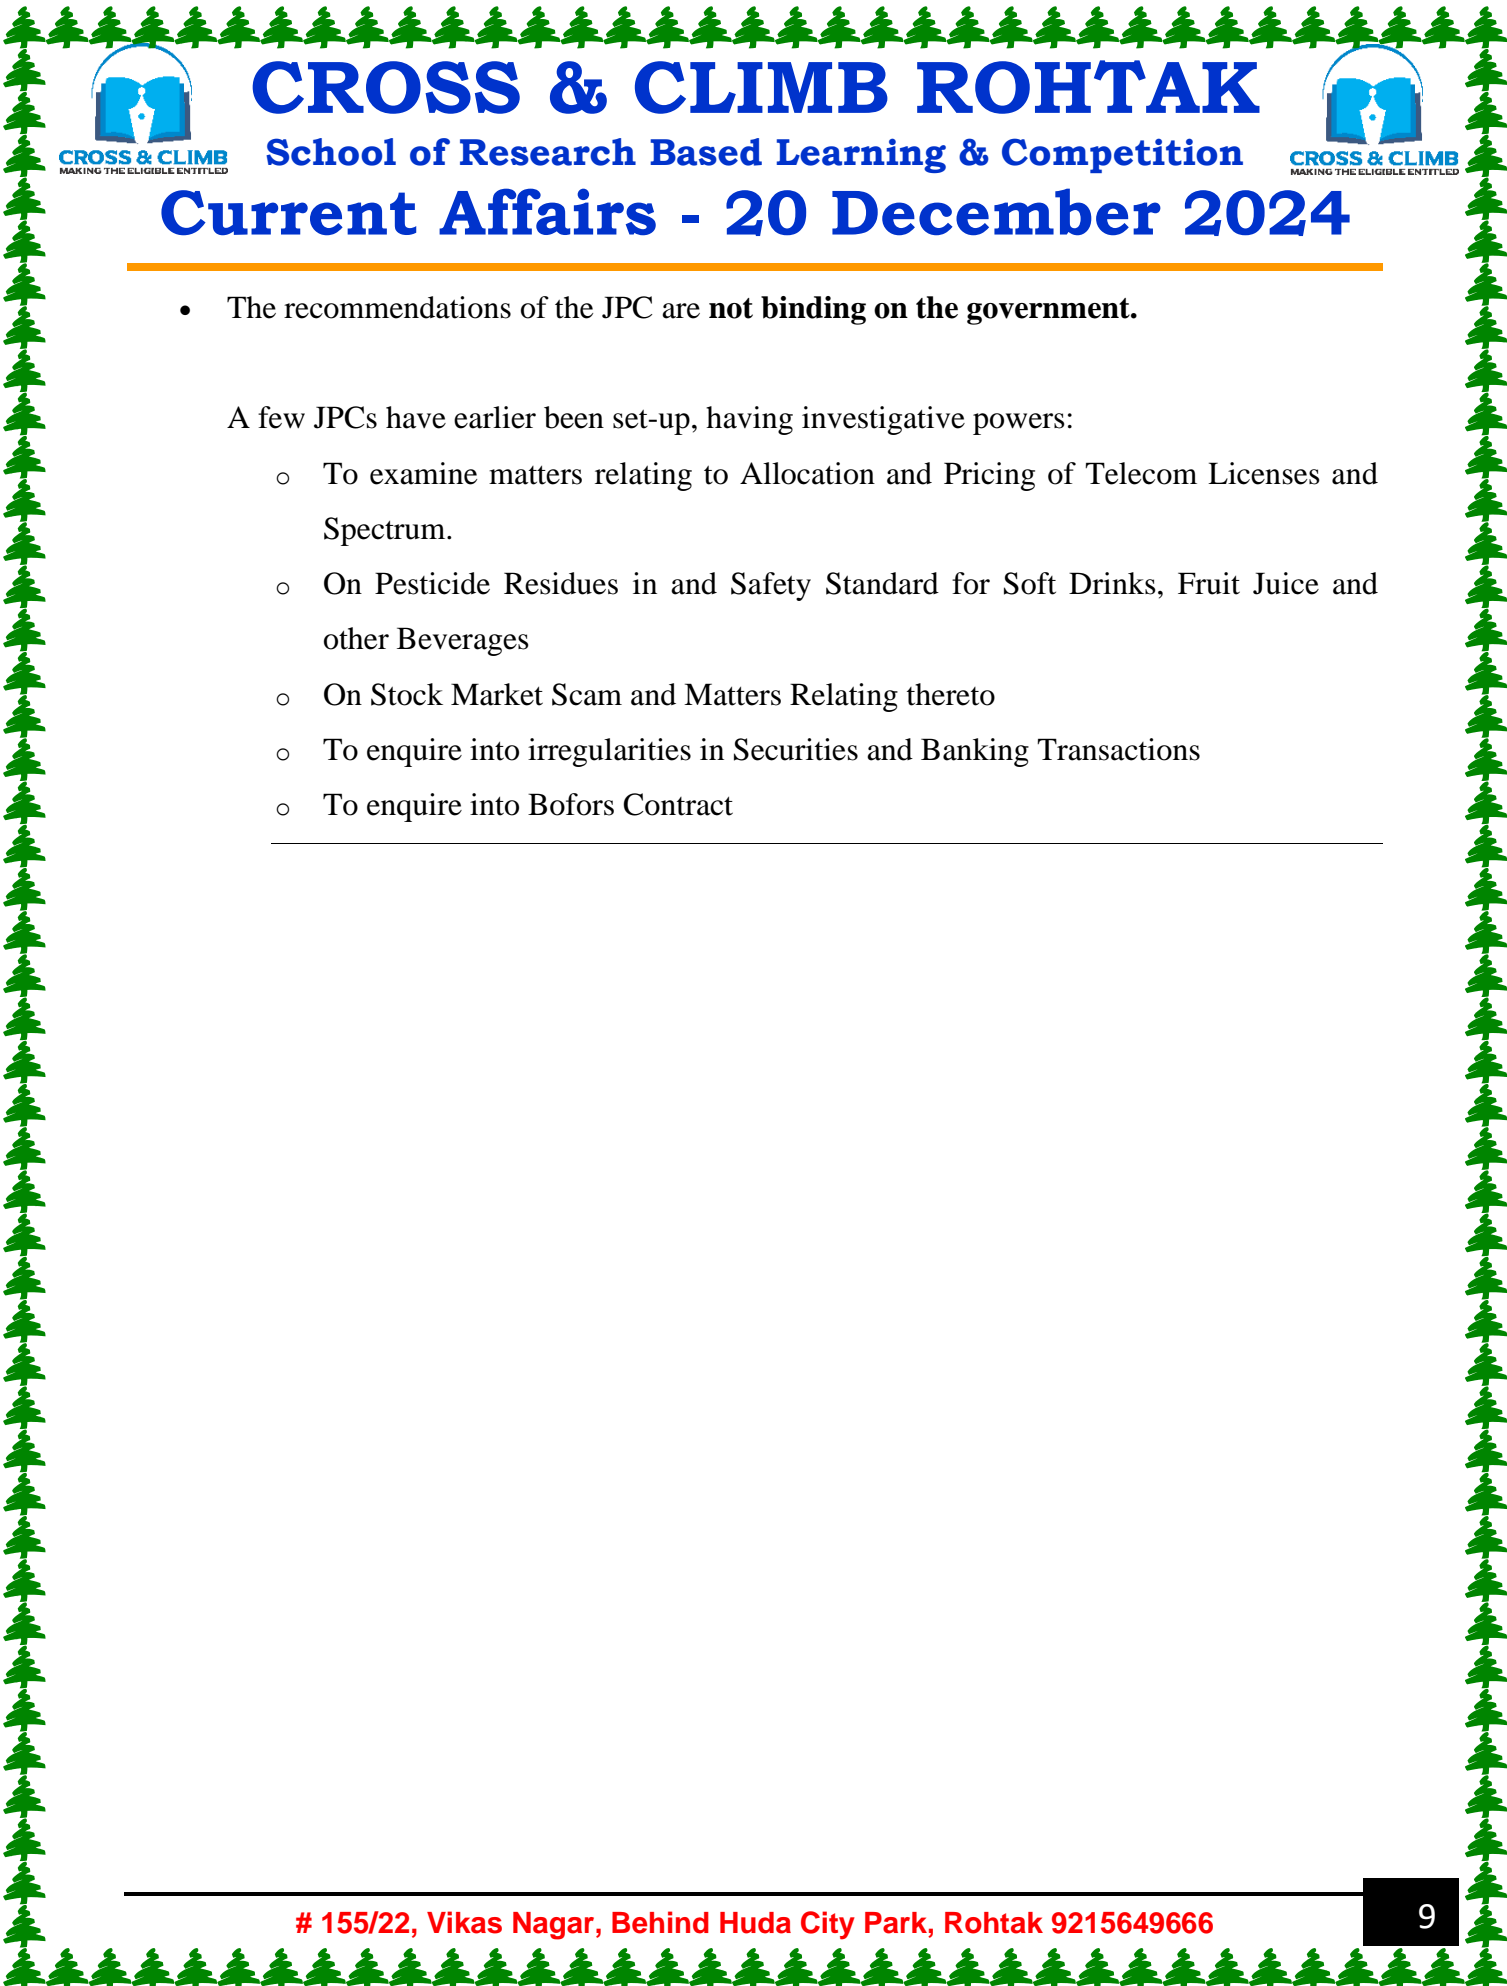 CROSS & CLIMB ROHTAK
School of Research Based Learning & Competition
CROSS & CLIMB
MAKING THE ELIGIBLE ENTITLED
CROSS & CLIMB
MAKING THE ELIGIBLE ENTITLED
Current Affairs - 20 December 2024
• The recommendations of the JPC are not binding on the government.
A few JPCs have earlier been set-up, having investigative powers:
o To examine matters relating to Allocation and Pricing of Telecom Licenses and
Spectrum.
o On Pesticide Residues in and Safety Standard for Soft Drinks, Fruit Juice and
other Beverages
o On Stock Market Scam and Matters Relating thereto
o To enquire into irregularities in Securities and Banking Transactions
o To enquire into Bofors Contract
# 155/22, Vikas Nagar, Behind Huda City Park, Rohtak 9215649666
9